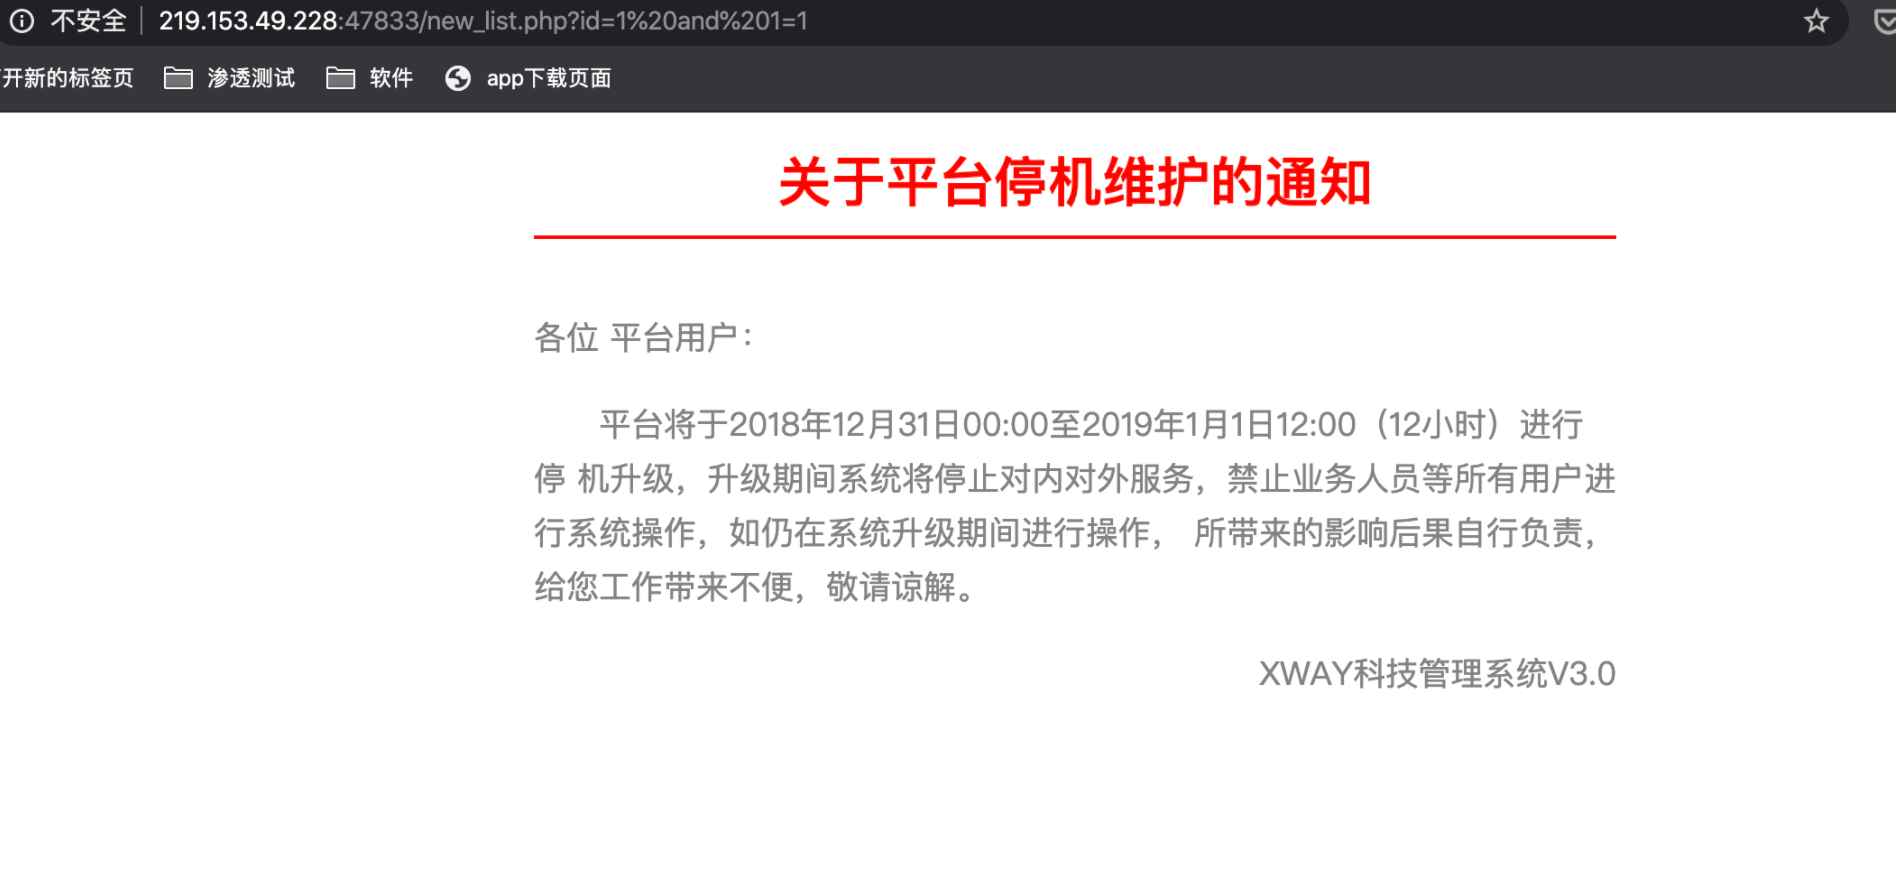 不安全 | 219.153.49.228:47833/new_list.php?id=1%20and%201=1
开新的标签页 渗透测试 软件 app下载页面
关于平台停机维护的通知
各位 平台用户：
平台将于2018年12月31日00:00至2019年1月1日12:00（12小时）进行
停 机升级，升级期间系统将停止对内对外服务，禁止业务人员等所有用户进
行系统操作，如仍在系统升级期间进行操作， 所带来的影响后果自行负责，
给您工作带来不便，敬请谅解。
XWAY科技管理系统V3.0